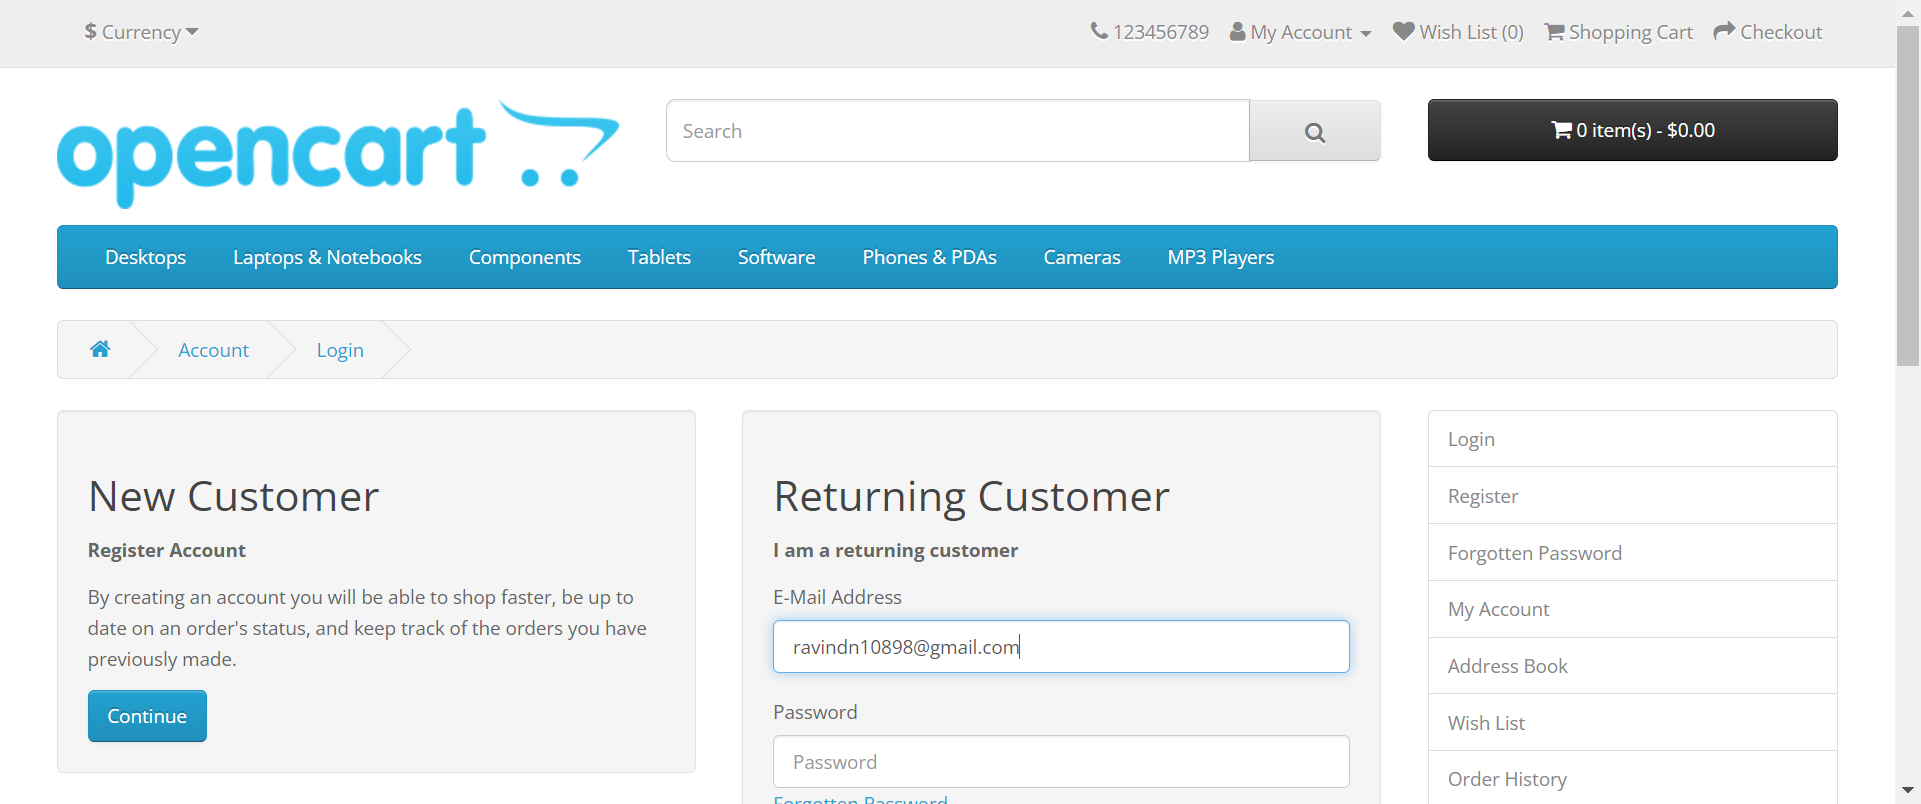 $ Currency
123456789 My Account Wish List (0) Shopping Cart Checkout
opencart
Search
0 item(s) - $0.00
Desktops Laptops & Notebooks Components Tablets Software Phones & PDAs Cameras MP3 Players
Account Login
New Customer
Register Account
By creating an account you will be able to shop faster, be up to
date on an order's status, and keep track of the orders you have
previously made.
Continue
Returning Customer
I am a returning customer
E-Mail Address
ravindn10898@gmail.com
Password
Password
Forgotten Password
Login
Register
Forgotten Password
My Account
Address Book
Wish List
Order History